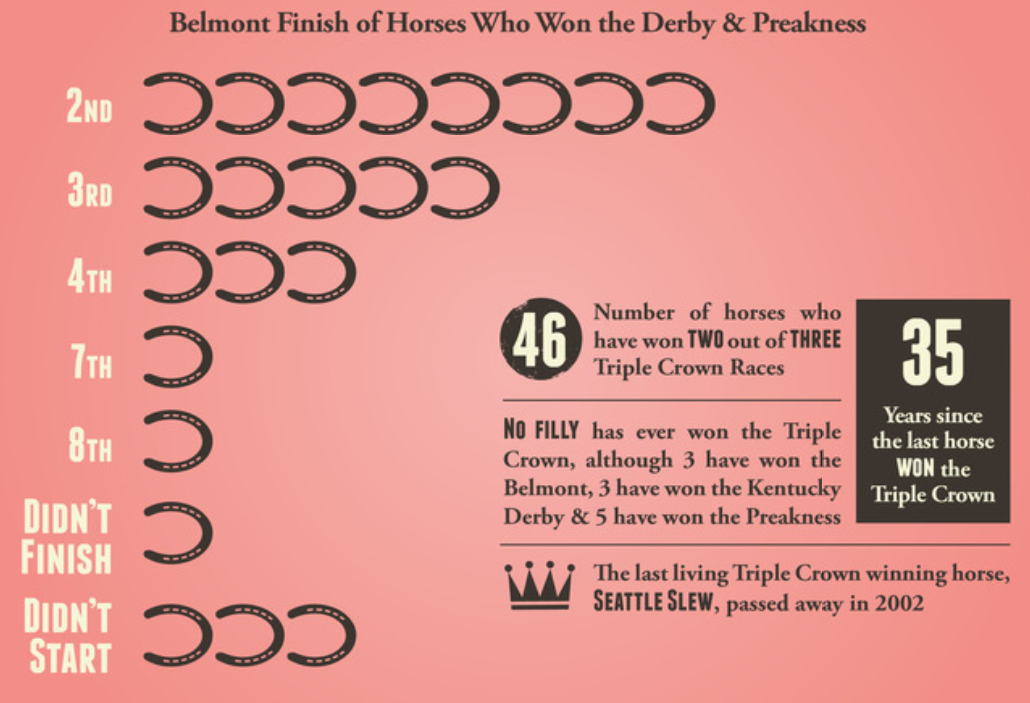 Belmont Finish of Horses Who Won the Derby & Preakness
2ND
3RD
4TH
7TH
8TH
DIDN'T
FINISH
DIDN'T
START
46
Number of horses who
have won TWO out of THREE
Triple Crown Races
NO FILLY has ever won the Triple
Crown, although 3 have won the
Belmont, 3 have won the Kentucky
Derby & 5 have won the Preakness
35
Years since
the last horse
WON the
Triple Crown
The last living Triple Crown winning horse,
SEATTLE SLEW, passed away in 2002